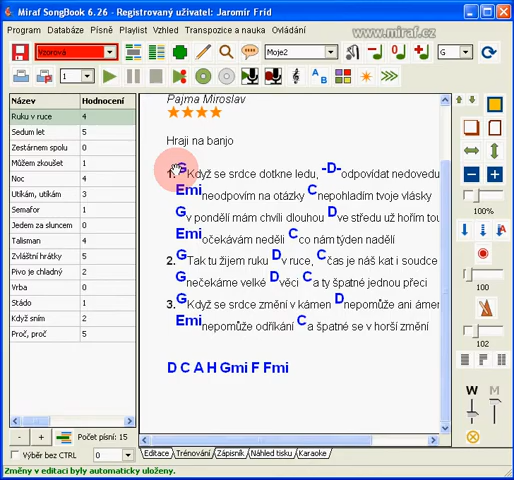 Miraf SongBook 6.26 - Registrovaný uživatel: Jaromír Fríd
Program Databáze Písně Playlist Vzhled Transpozice a nauka Ovládání
www.miraf.cz
Vzorová
Moje2
G
1
Název Hodnocení
Ruku v ruce 4
Sedum let 5
Zestárnem spolu 0
Můžem zkoušet 1
Noc 4
Utíkám, utíkám 3
Semafor 1
Jedem za sluncem 0
Talisman 4
Zvláštní hrátky 5
Pivo je chladný 2
Vrba 0
Stádo 1
Když sním 2
Proč, proč 5
- + Počet písní: 15
Výběr bez CTRL 0
Pajma Miroslav
Hraji na banjo
1. G Když se srdce dotkne ledu, -D- odpovídat nedovedu
Emi neodpovím na otázky C nepohladím tvoje vlásky
G v pondělí mám chvíli dlouhou D ve středu už hořím tou
Emi očekávám neděli C co nám týden nadělí
2. G Tak tu žijem ruku D v ruce, C čas je náš kat i soudce
G nečekáme velké D věci C a ty špatné jednou přeci
3. G Když se srdce změní v kámen D nepomůže ani ámen
Emi nepomůže odříkání C a špatné se v horší změní
D C A H Gmi F Fmi
100%
100
102
W M
Editace Trénování Zápisník Náhled tisku Karaoke
Změny v editaci byly automaticky uloženy.